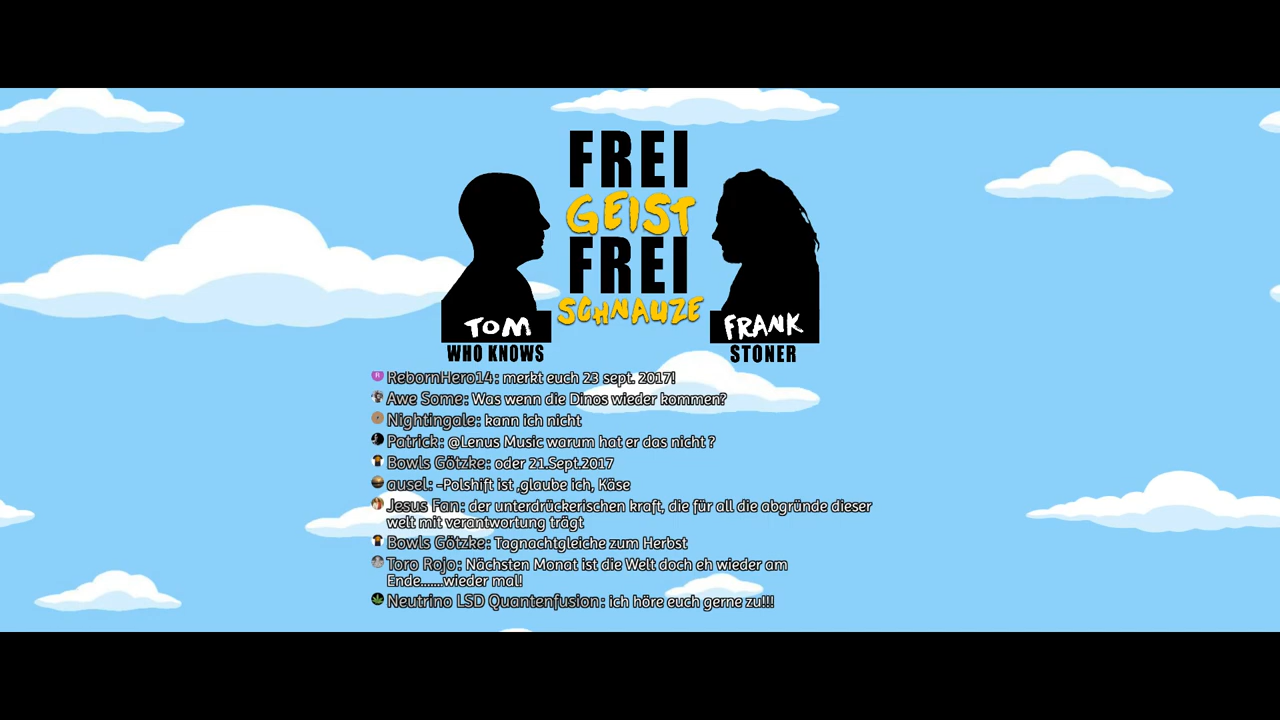 FREI
GEIST
FREI
SCHNAUZE
TOM
WHO KNOWS
FRANK
STONER
R
RebornHero14: merkt euch 23 sept. 2017!
Awe Some: Was wenn die Dinos wieder kommen?
Nightingale: kann ich nicht
Patrick: @Lenus Music warum hat er das nicht ?
Bowls Götzke: oder 21.Sept.2017
ausel: -Polshift ist ,glaube ich, Käse
Jesus Fan: der unterdrückerischen kraft, die für all die abgründe dieser
welt mit verantwortung trägt
Bowls Götzke: Tagnachtgleiche zum Herbst
Toro Rojo: Nächsten Monat ist die Welt doch eh wieder am
Ende.......wieder mal!
Neutrino LSD Quantenfusion: ich höre euch gerne zu!!!